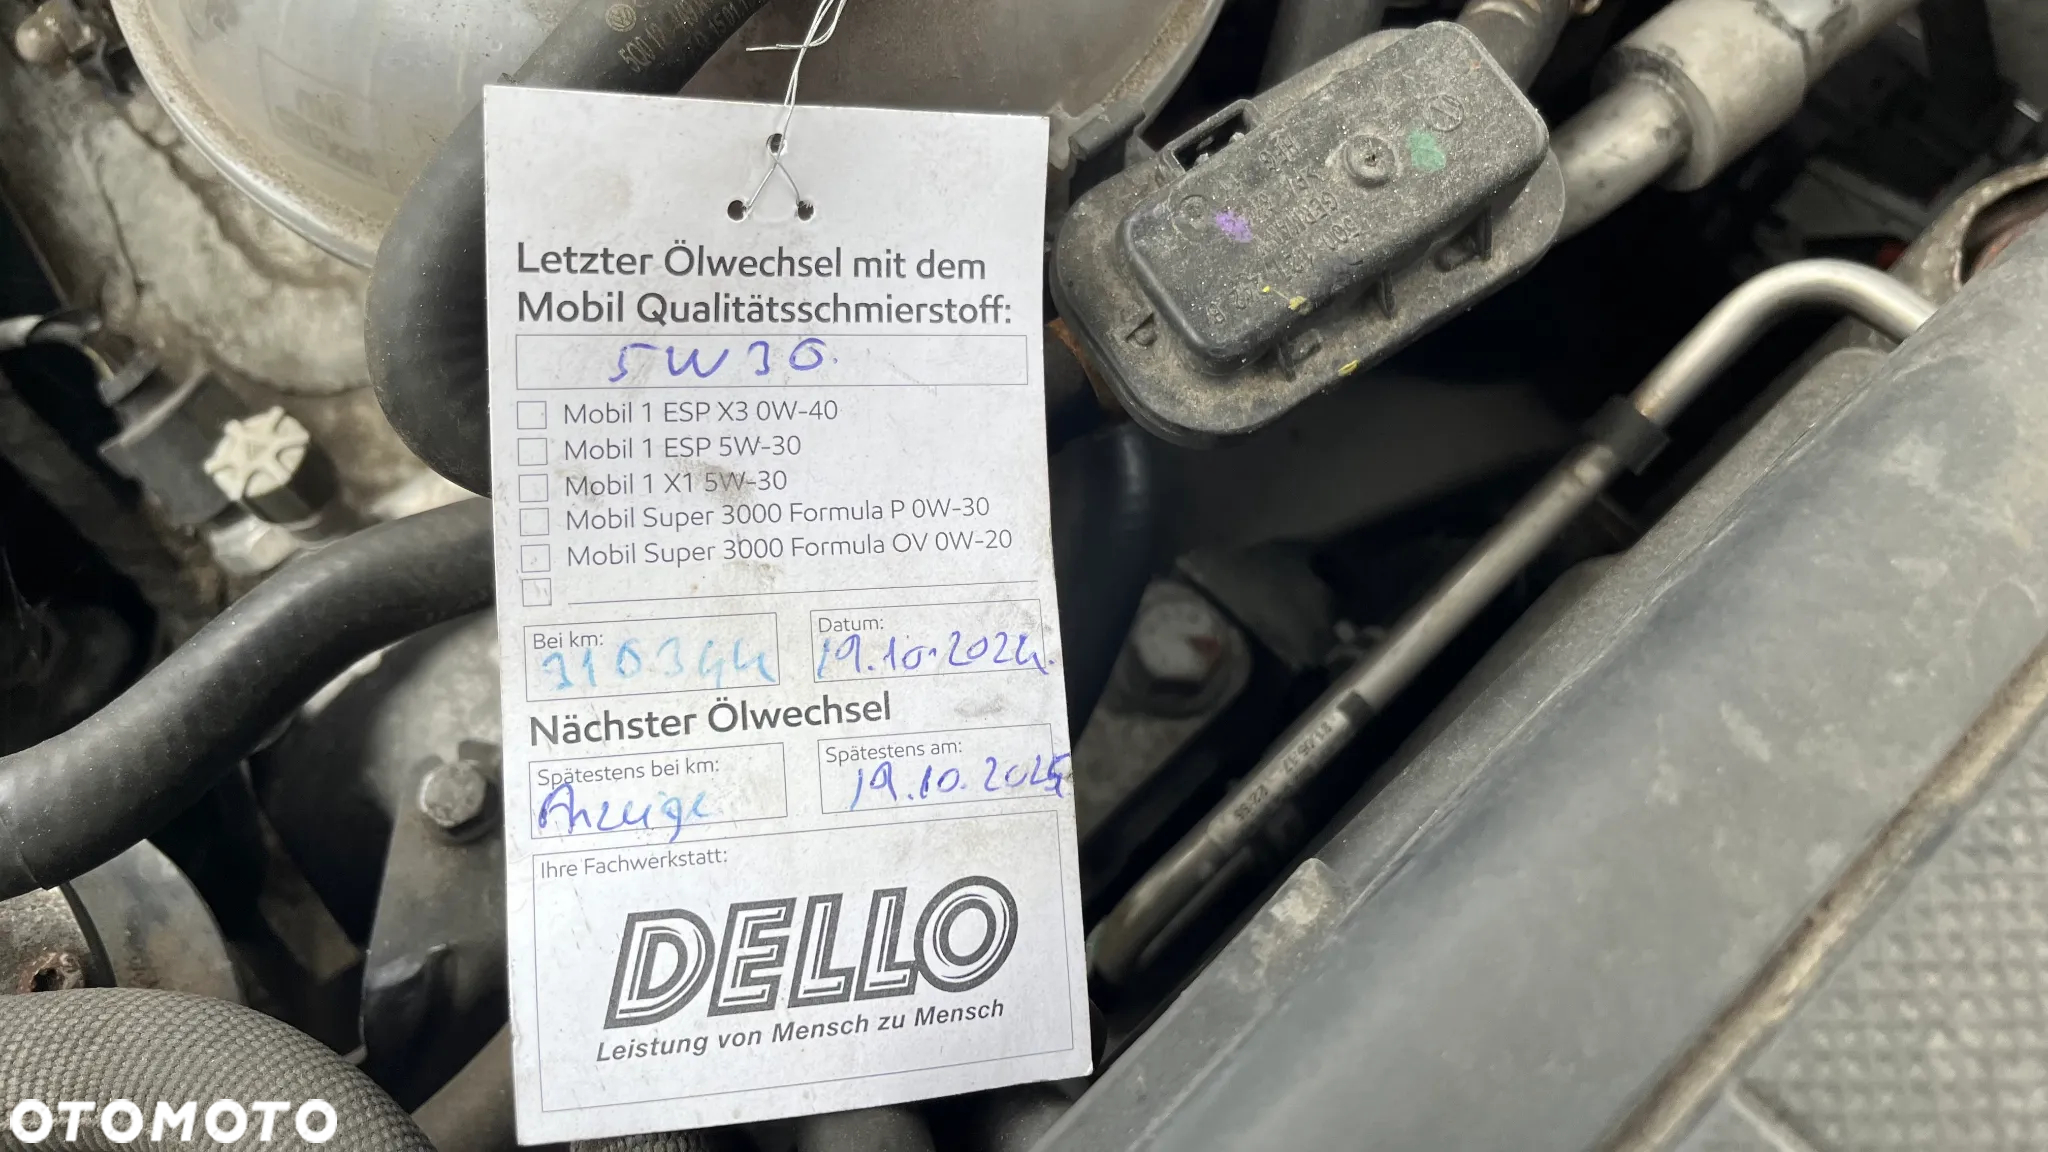 Letzter Ölwechsel mit dem
Mobil Qualitätsschmierstoff:
5W30.
Mobil 1 ESP X3 0W-40
Mobil 1 ESP 5W-30
Mobil 1 X1 5W-30
Mobil Super 3000 Formula P 0W-30
Mobil Super 3000 Formula OV 0W-20
Bei km:
310344
Datum:
19.10.2024.
Nächster Ölwechsel
Spätestens bei km:
Anzeige
Spätestens am:
19.10.2025
Ihre Fachwerkstatt:
DELLO
Leistung von Mensch zu Mensch
OTOMOTO